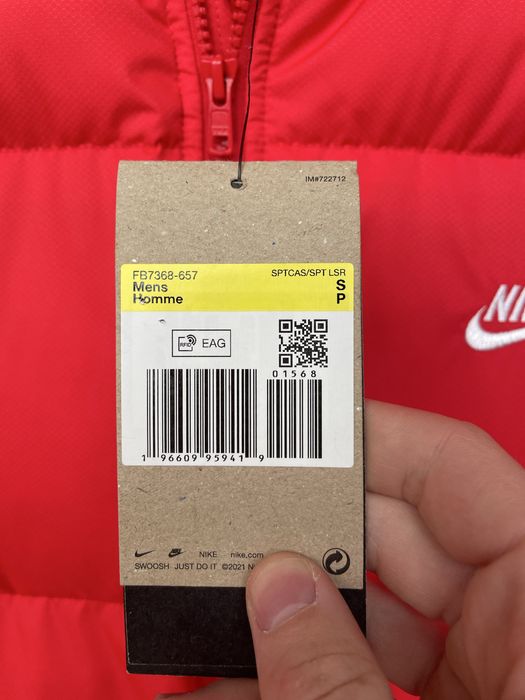 IM#722712
FB7368-657 SPTCAS/SPT LSR
Mens S
Homme P
RFID EAG
01568
1 96609 95941 9
NIKE nike.com
SWOOSH JUST DO IT ©2021